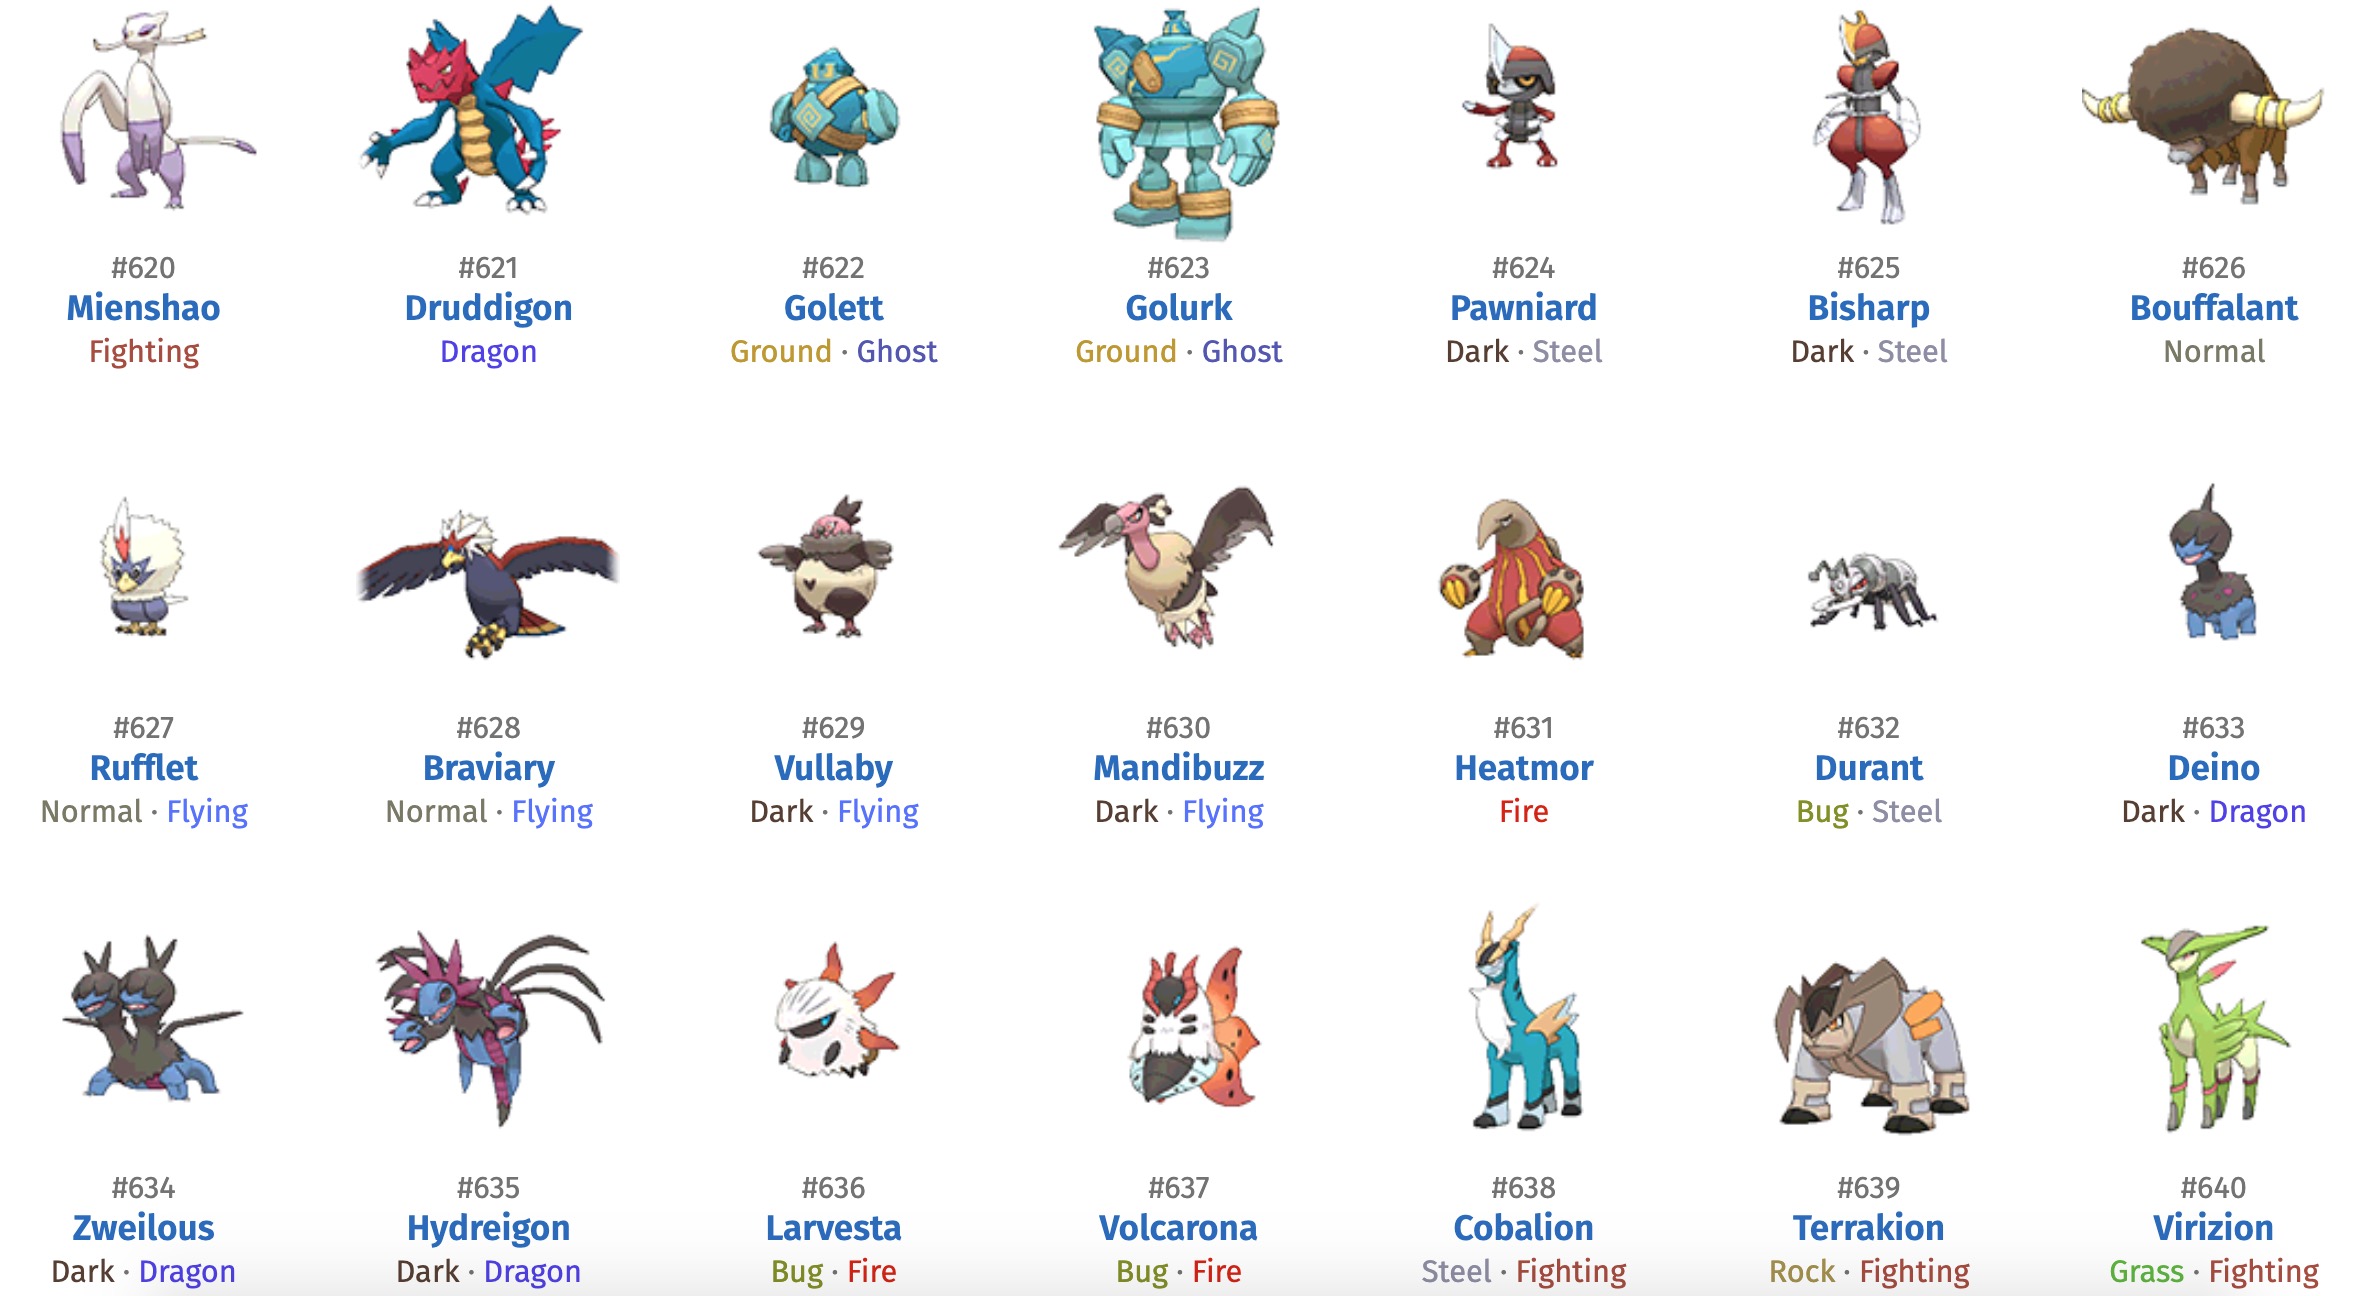 #620 #621 #622 #623 #624 #625 #626
Mienshao Druddigon Golett Golurk Pawniard Bisharp Bouffalant
Fighting Dragon Ground · Ghost Ground · Ghost Dark · Steel Dark · Steel Normal
#627 #628 #629 #630 #631 #632 #633
Rufflet Braviary Vullaby Mandibuzz Heatmor Durant Deino
Normal · Flying Normal · Flying Dark · Flying Dark · Flying Fire Bug · Steel Dark · Dragon
#634 #635 #636 #637 #638 #639 #640
Zweilous Hydreigon Larvesta Volcarona Cobalion Terrakion Virizion
Dark · Dragon Dark · Dragon Bug · Fire Bug · Fire Steel · Fighting Rock · Fighting Grass · Fighting